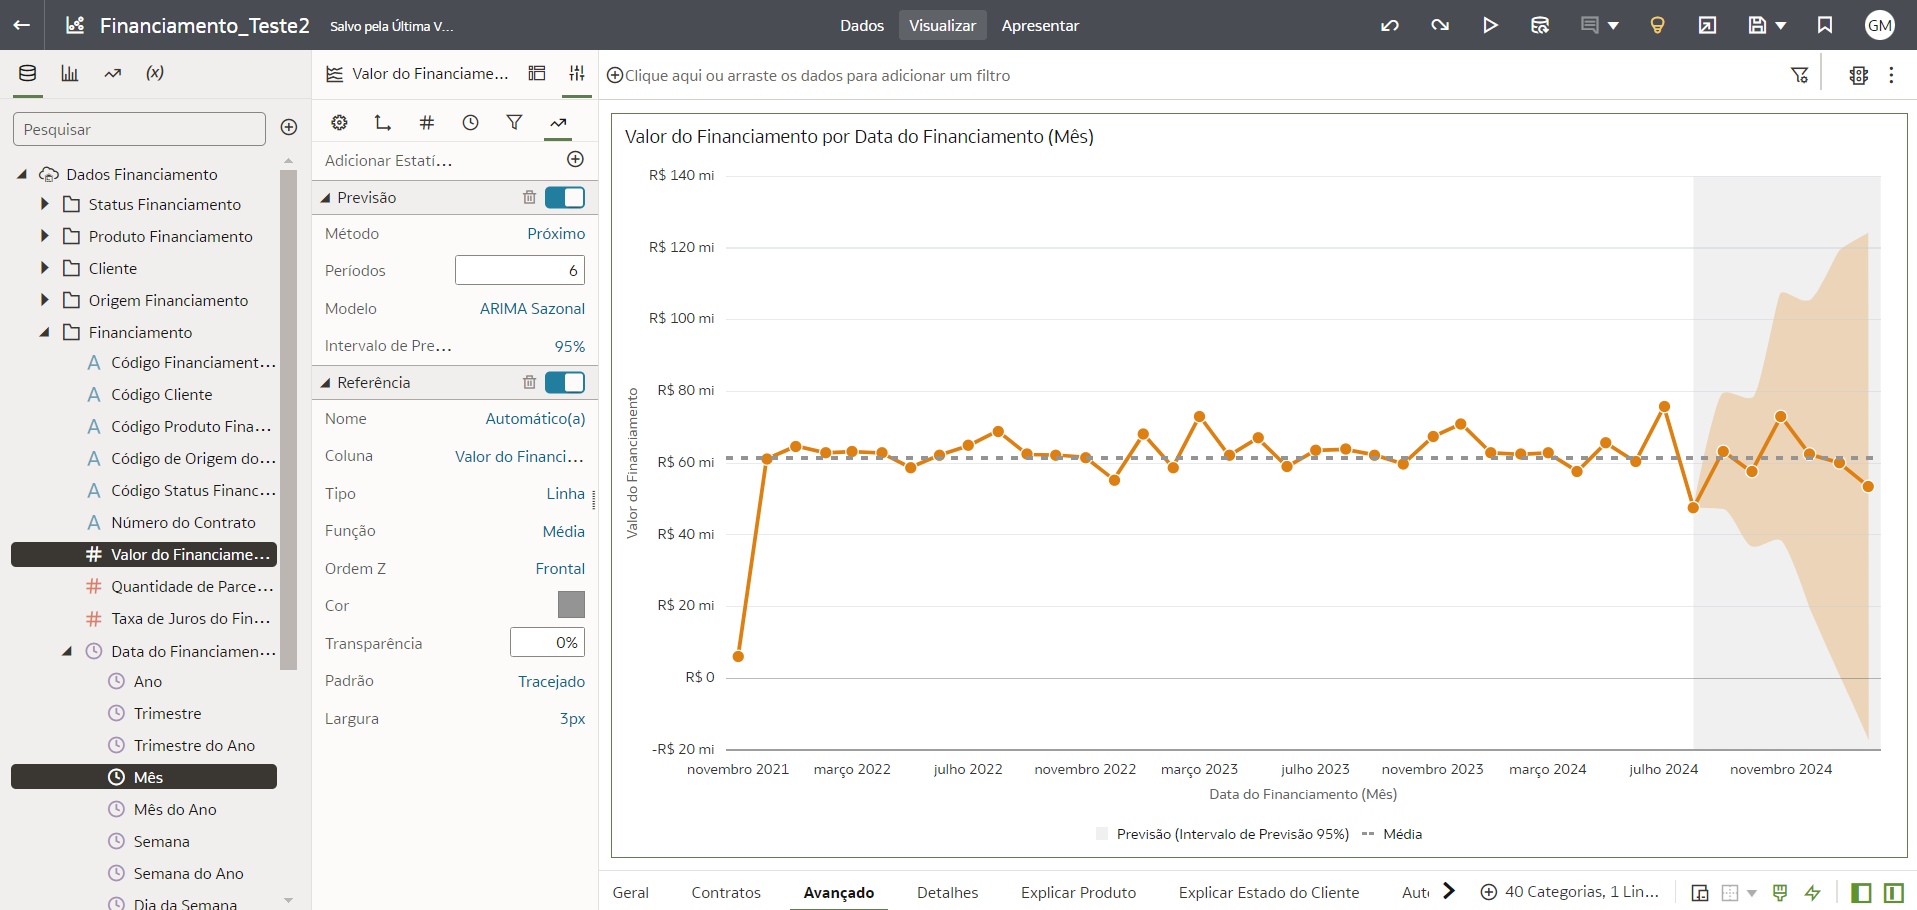 Financiamento_Teste2
Salvo pela Última V...
Dados
Visualizar
Apresentar
GM
(x)
Pesquisar
Dados Financiamento
Status Financiamento
Produto Financiamento
Cliente
Origem Financiamento
Financiamento
A Código Financiament...
A Código Cliente
A Código Produto Fina...
A Código de Origem do...
A Código Status Financ...
A Número do Contrato
# Valor do Financiame...
# Quantidade de Parce...
# Taxa de Juros do Fin...
Data do Financiamen...
Ano
Trimestre
Trimestre do Ano
Mês
Mês do Ano
Semana
Semana do Ano
Dia da Semana
Valor do Financiame...
#
Adicionar Estatí...
Previsão
Método Próximo
Períodos 6
Modelo ARIMA Sazonal
Intervalo de Pre... 95%
Referência
Nome Automático(a)
Coluna Valor do Financi...
Tipo Linha
Função Média
Ordem Z Frontal
Cor
Transparência 0%
Padrão Tracejado
Largura 3px
Clique aqui ou arraste os dados para adicionar um filtro
Valor do Financiamento por Data do Financiamento (Mês)
R$ 140 mi
R$ 120 mi
R$ 100 mi
R$ 80 mi
R$ 60 mi
R$ 40 mi
R$ 20 mi
R$ 0
-R$ 20 mi
Valor do Financiamento
novembro 2021 março 2022 julho 2022 novembro 2022 março 2023 julho 2023 novembro 2023 março 2024 julho 2024 novembro 2024
Data do Financiamento (Mês)
Previsão (Intervalo de Previsão 95%) Média
Geral
Contratos
Avançado
Detalhes
Explicar Produto
Explicar Estado do Cliente
Aut
40 Categorias, 1 Lin...